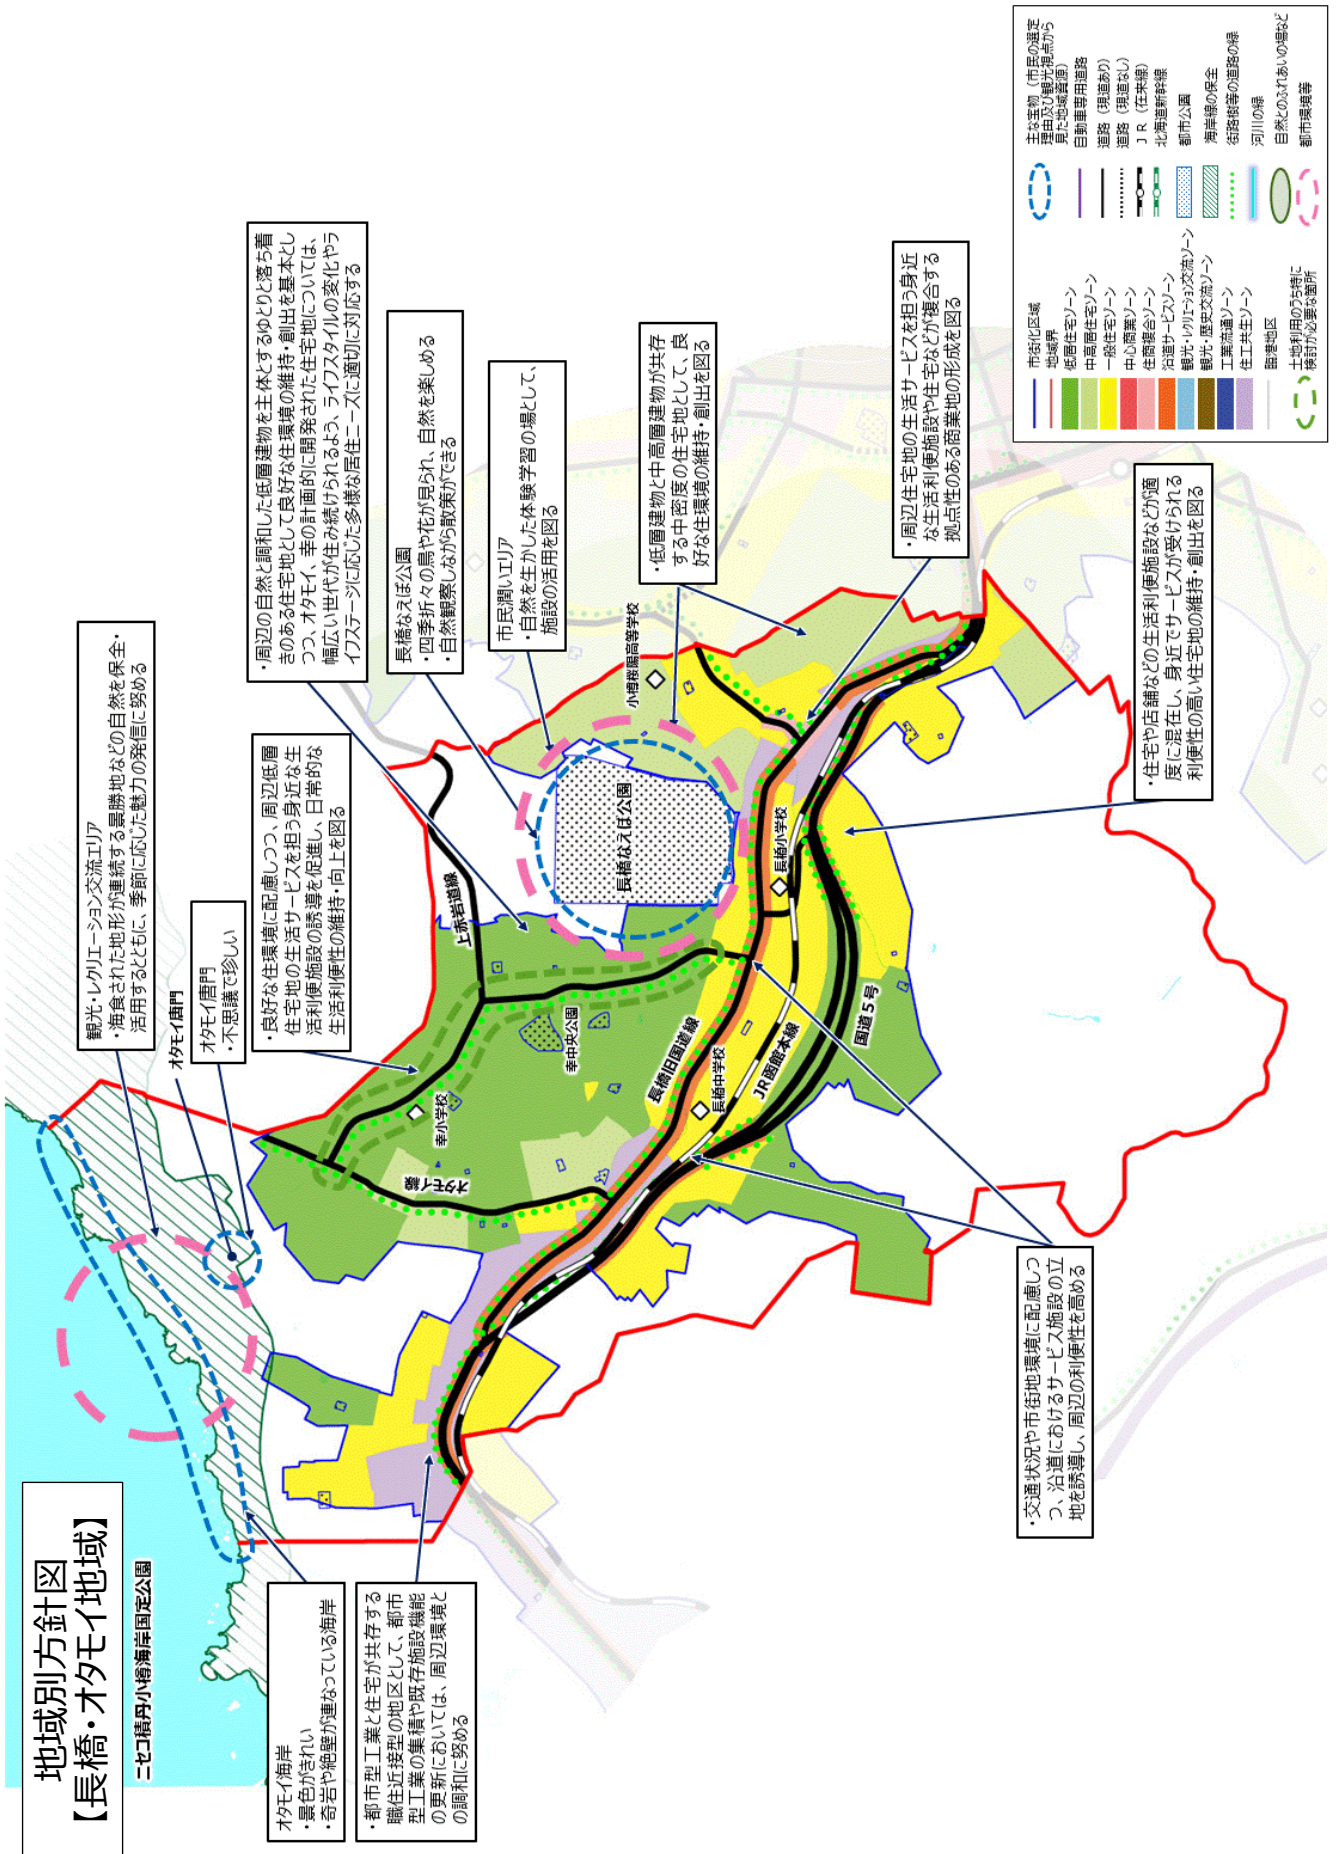 地域別方針図
【長橋・オタモイ地域】
ニセコ積丹小樽海岸国定公園
観光・レクリエーション交流エリア
・海食された地形が連続する景勝地などの自然を保全・
活用するとともに、季節に応じた魅力の発信に努める
オタモイ唐門
オタモイ唐門
・不思議で珍しい
・良好な住環境に配慮しつつ、周辺低層
住宅地の生活サービスを担う身近な生
活利便施設の誘導を促進し、日常的な
生活利便性の維持・向上を図る
・周辺の自然と調和した低層建物を主体とするゆとりと落ち着
きのある住宅地として良好な住環境の維持・創出を基本とし
つつ、オタモイ、幸の計画的に開発された住宅地については、
幅広い世代が住み続けられるよう、ライフスタイルの変化やラ
イフステージに応じた多様な居住ニーズに適切に対応する
長橋なえぼ公園
・四季折々の鳥や花が見られ、自然を楽しめる
・自然観察しながら散策ができる
市民潤いエリア
・自然を生かした体験学習の場として、
施設の活用を図る
・低層建物と中高層建物が共存
する中密度の住宅地として、良
好な住環境の維持・創出を図る
・周辺住宅地の生活サービスを担う身近
な生活利便施設や住宅などが複合する
拠点性のある商業地の形成を図る
・住宅や店舗などの生活利便施設などが適
度に混在し、身近でサービスが受けられる
利便性の高い住宅地の維持・創出を図る
・交通状況や市街地環境に配慮しつ
つ、沿道におけるサービス施設の立
地を誘導し、周辺の利便性を高める
オタモイ海岸
・景色がきれい
・奇岩や絶壁が連なっている海岸
・都市型工業と住宅が共存する
職住近接型の地区として、都市
型工業の集積や既存施設機能
の更新においては、周辺環境と
の調和に努める
上赤岩道線
幸小学校
幸中央公園
オタモイ線
長橋なえぼ公園
小樽桜陽高等学校
長橋小学校
長橋旧国道線
長橋中学校
JR函館本線
国道5号
市街化区域
地域界
低層住宅ゾーン
中高層住宅ゾーン
一般住宅ゾーン
中心商業ゾーン
住商複合ゾーン
沿道サービスゾーン
観光・レクリエーション交流ゾーン
観光・歴史交流ゾーン
工業流通ゾーン
住工共生ゾーン
臨港地区
土地利用のうち特に
検討が必要な箇所
主な宝物（市民の選定
理由及び観光視点から
見た地域資源）
自動車専用道路
道路（現道あり）
道路（現道なし）
ＪＲ（在来線）
北海道新幹線
都市公園
海岸線の保全
街路樹等の道路の緑
河川の緑
自然とのふれあいの場など
都市環境等